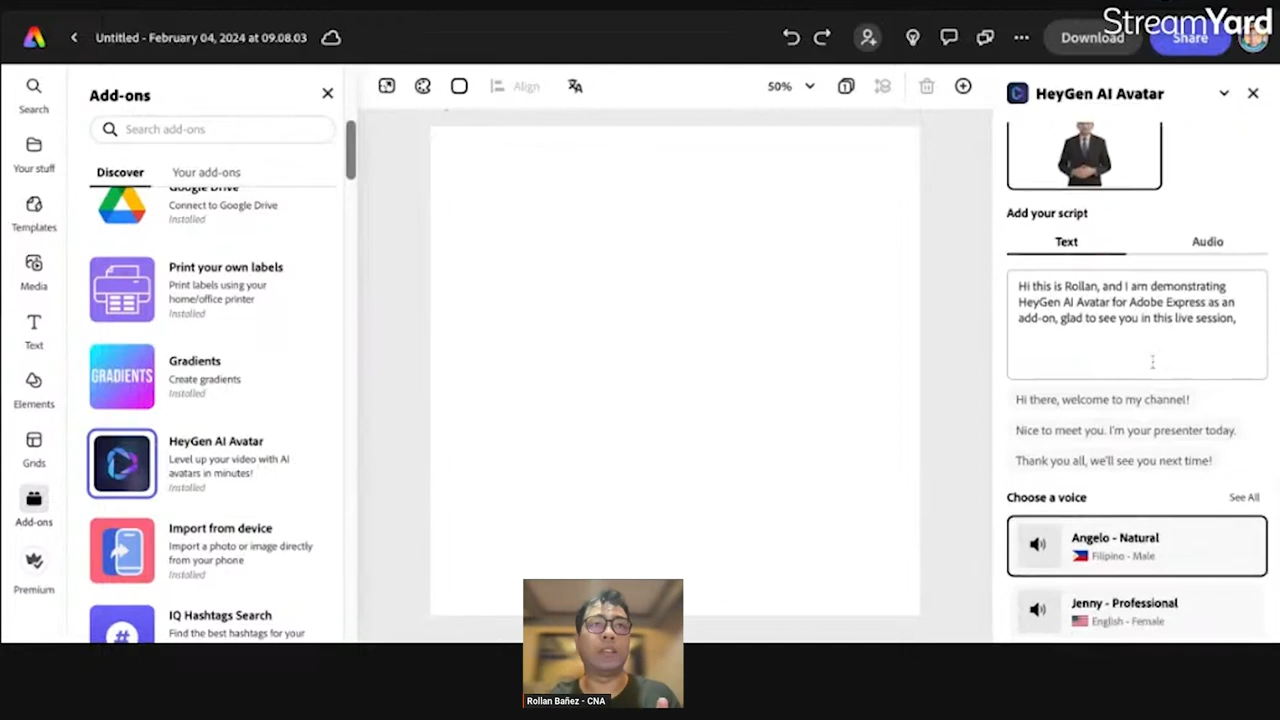 StreamYard
Untitled - February 04, 2024 at 09.08.03
Download
Share
Search
Your stuff
Templates
Media
Text
Elements
Grids
Add-ons
Premium
Add-ons
Search add-ons
Discover
Your add-ons
Google Drive
Connect to Google Drive
Installed
Print your own labels
Print labels using your
home/office printer
Installed
GRADIENTS
Gradients
Create gradients
Installed
HeyGen AI Avatar
Level up your video with AI
avatars in minutes!
Installed
Import from device
Import a photo or image directly
from your phone
Installed
#
IQ Hashtags Search
Find the best hashtags for your
Align
50%
HeyGen AI Avatar
Add your script
Text
Audio
Hi this is Rollan, and I am demonstrating
HeyGen AI Avatar for Adobe Express as an
add-on, glad to see you in this live session,
Hi there, welcome to my channel!
Nice to meet you. I'm your presenter today.
Thank you all, we'll see you next time!
Choose a voice
See All
Angelo - Natural
Filipino - Male
Jenny - Professional
English - Female
Rollan Bañez - CNA